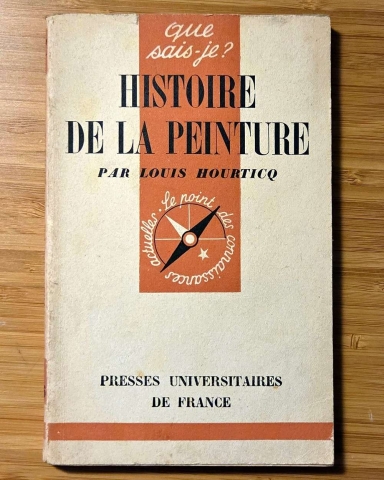 que
sais-je?
HISTOIRE
DE LA PEINTURE
PAR LOUIS HOURTICQ
Le point des connaissances actuelles.
PRESSES UNIVERSITAIRES
DE FRANCE